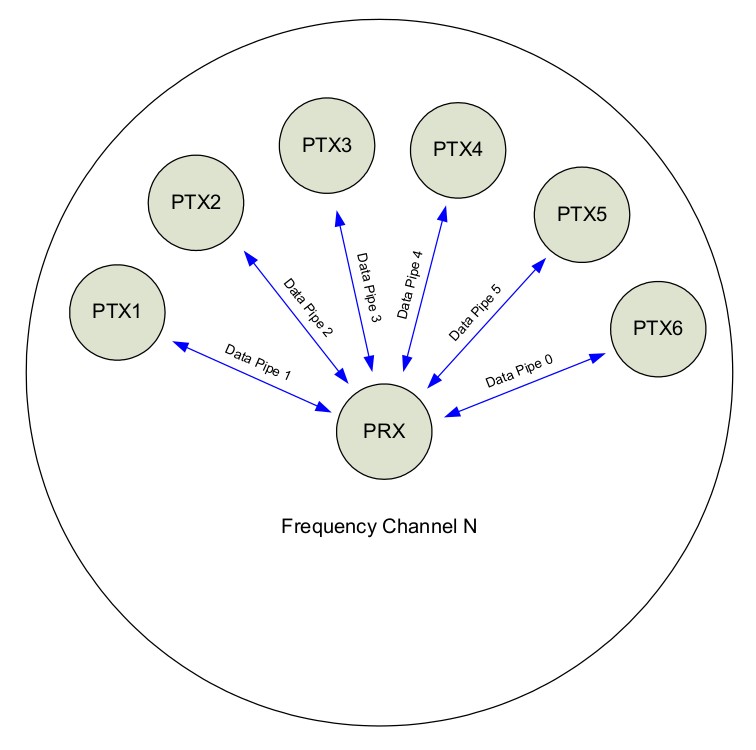 PTX3
PTX4
PTX2
PTX5
PTX1
PTX6
Data Pipe 1
Data Pipe 2
Data Pipe 3
Data Pipe 4
Data Pipe 5
Data Pipe 0
PRX
Frequency Channel N